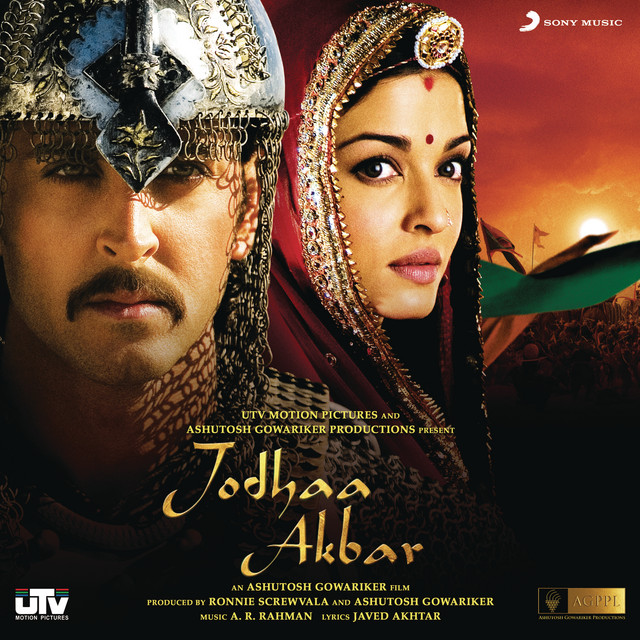 SONY MUSIC
UTV MOTION PICTURES AND
ASHUTOSH GOWARIKER PRODUCTIONS PRESENT
Jodhaa
Akbar
AN ASHUTOSH GOWARIKER FILM
PRODUCED BY RONNIE SCREWVALA AND ASHUTOSH GOWARIKER
MUSIC A. R. RAHMAN LYRICS JAVED AKHTAR
UTV
MOTION PICTURES
AGPPL
ASHUTOSH GOWARIKER PRODUCTIONS